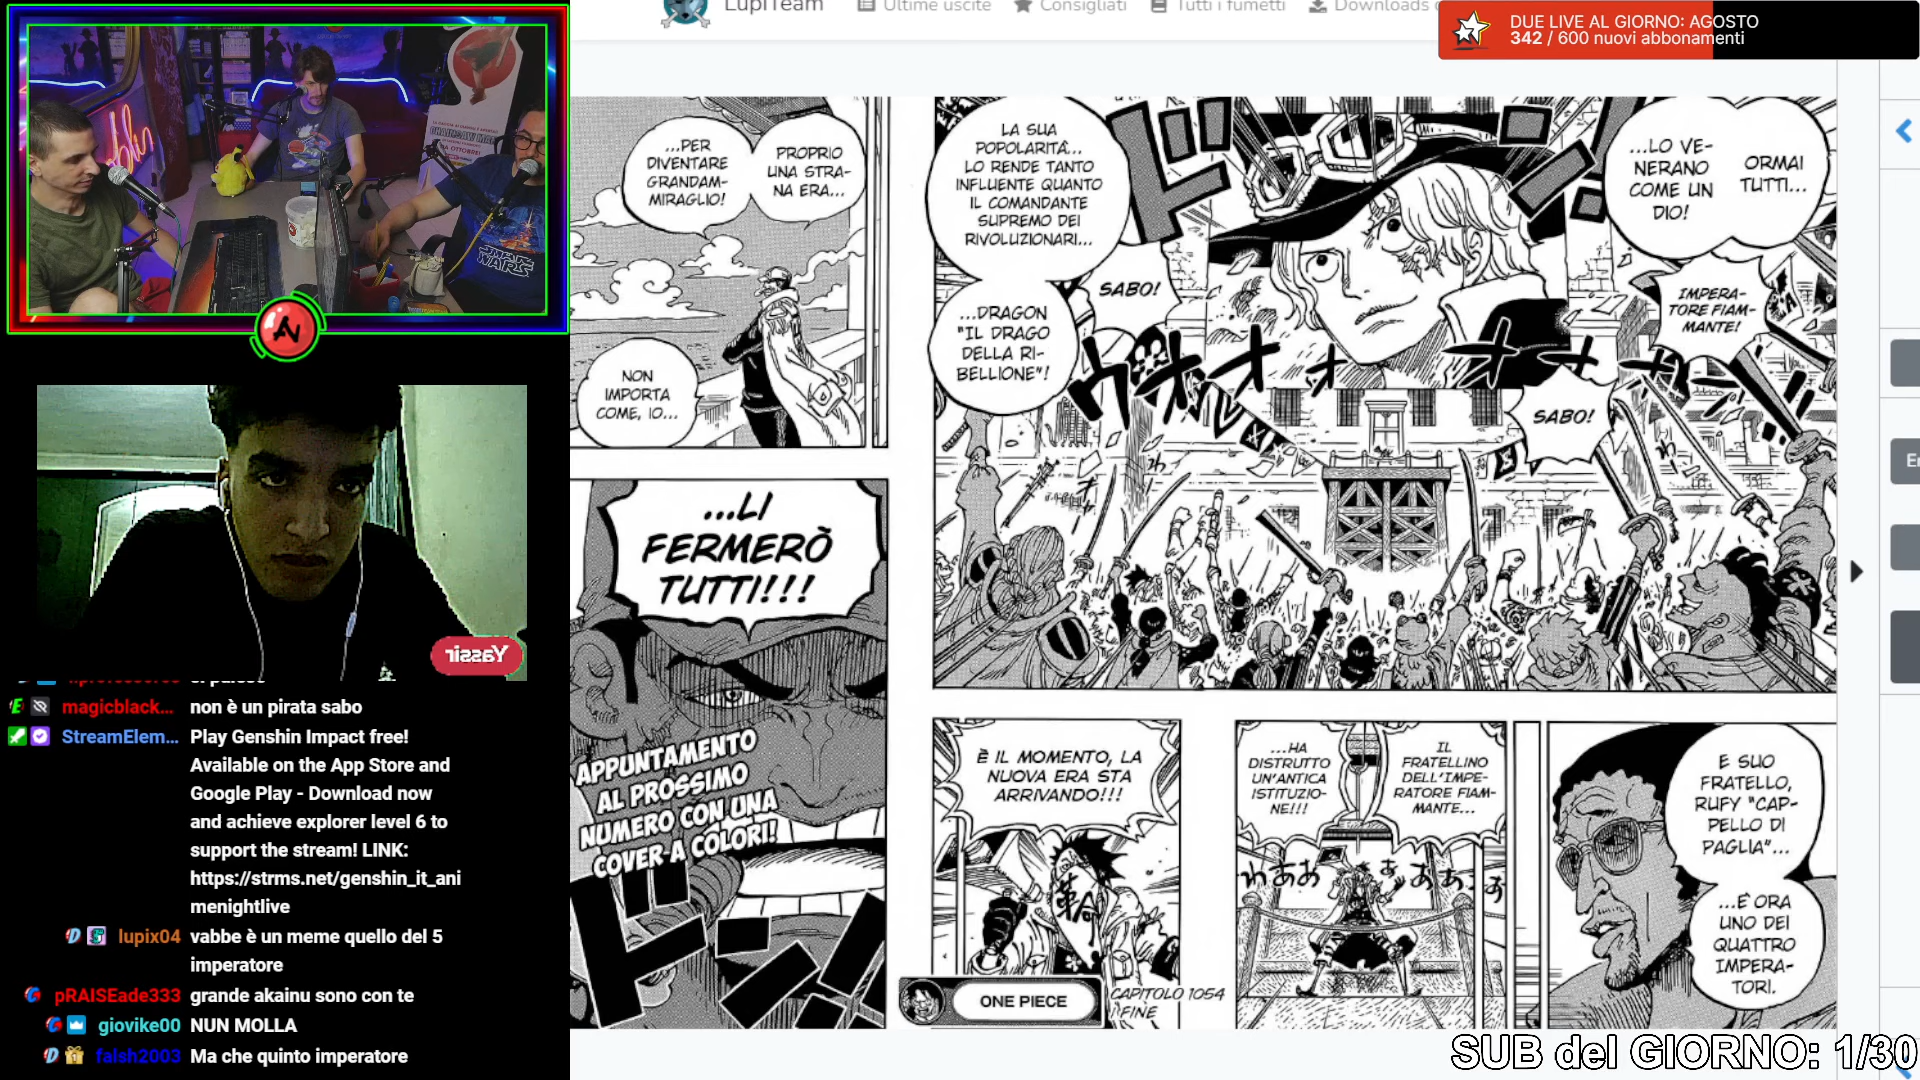 LupiTeam
Ultime uscite
Consigliati
Tutti i fumetti
Downloads
DUE LIVE AL GIORNO: AGOSTO
342 / 600 nuovi abbonamenti
...PER
DIVENTARE
GRANDAM-
MIRAGLIO!
PROPRIO
UNA STRA-
NA ERA...
NON
IMPORTA
COME, IO...
...LI
FERMERÒ
TUTTI!!!
APPUNTAMENTO
AL PROSSIMO
NUMERO CON UNA
COVER A COLORI!
LA SUA
POPOLARITÀ...
LO RENDE TANTO
INFLUENTE QUANTO
IL COMANDANTE
SUPREMO DEI
RIVOLUZIONARI...
...DRAGON
"IL DRAGO
DELLA RI-
BELLIONE"!
SABO!
...LO VE-
NERANO
COME UN
DIO!
ORMAI
TUTTI...
IMPERA-
TORE FIAM-
MANTE!
SABO!
È IL MOMENTO, LA
NUOVA ERA STA
ARRIVANDO!!!
革命
ONE PIECE
CAPITOLO 1054
FINE
...HA
DISTRUTTO
UN'ANTICA
ISTITUZIO-
NE!!!
IL
FRATELLINO
DELL'IMPE-
RATORE FIAM-
MANTE...
E SUO
FRATELLO,
RUFY "CAP-
PELLO DI
PAGLIA"...
...È ORA
UNO DEI
QUATTRO
IMPERA-
TORI.
STAR
WARS
Yassir
magicblack... non è un pirata sabo
StreamElem... Play Genshin Impact free!
Available on the App Store and
Google Play - Download now
and achieve explorer level 6 to
support the stream! LINK:
https://strms.net/genshin_it_ani
menightlive
lupix04 vabbe è un meme quello del 5
imperatore
pRAISEade333 grande akainu sono con te
giovike00 NUN MOLLA
falsh2003 Ma che quinto imperatore
SUB del GIORNO: 1/30